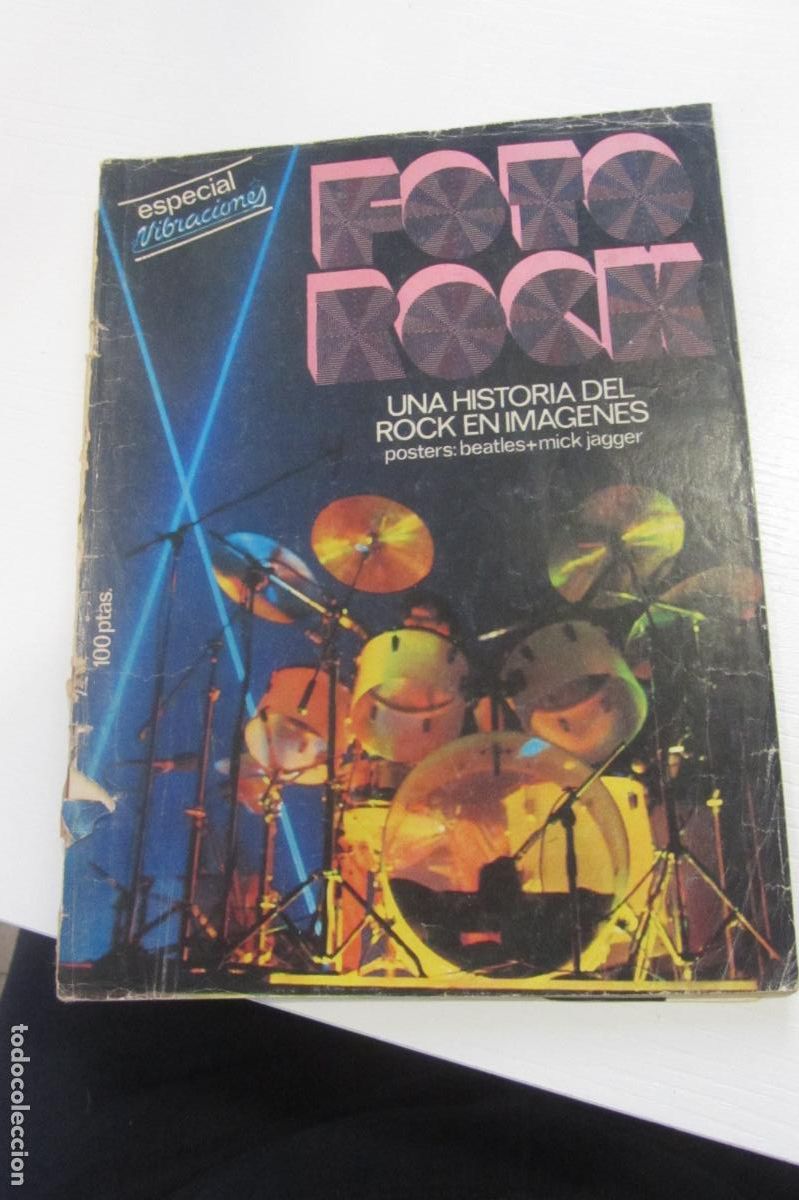 especial
Vibraciones
FOTO
ROCK
UNA HISTORIA DEL
ROCK EN IMAGENES
posters: beatles+mick jagger
100 ptas.
todocoleccion